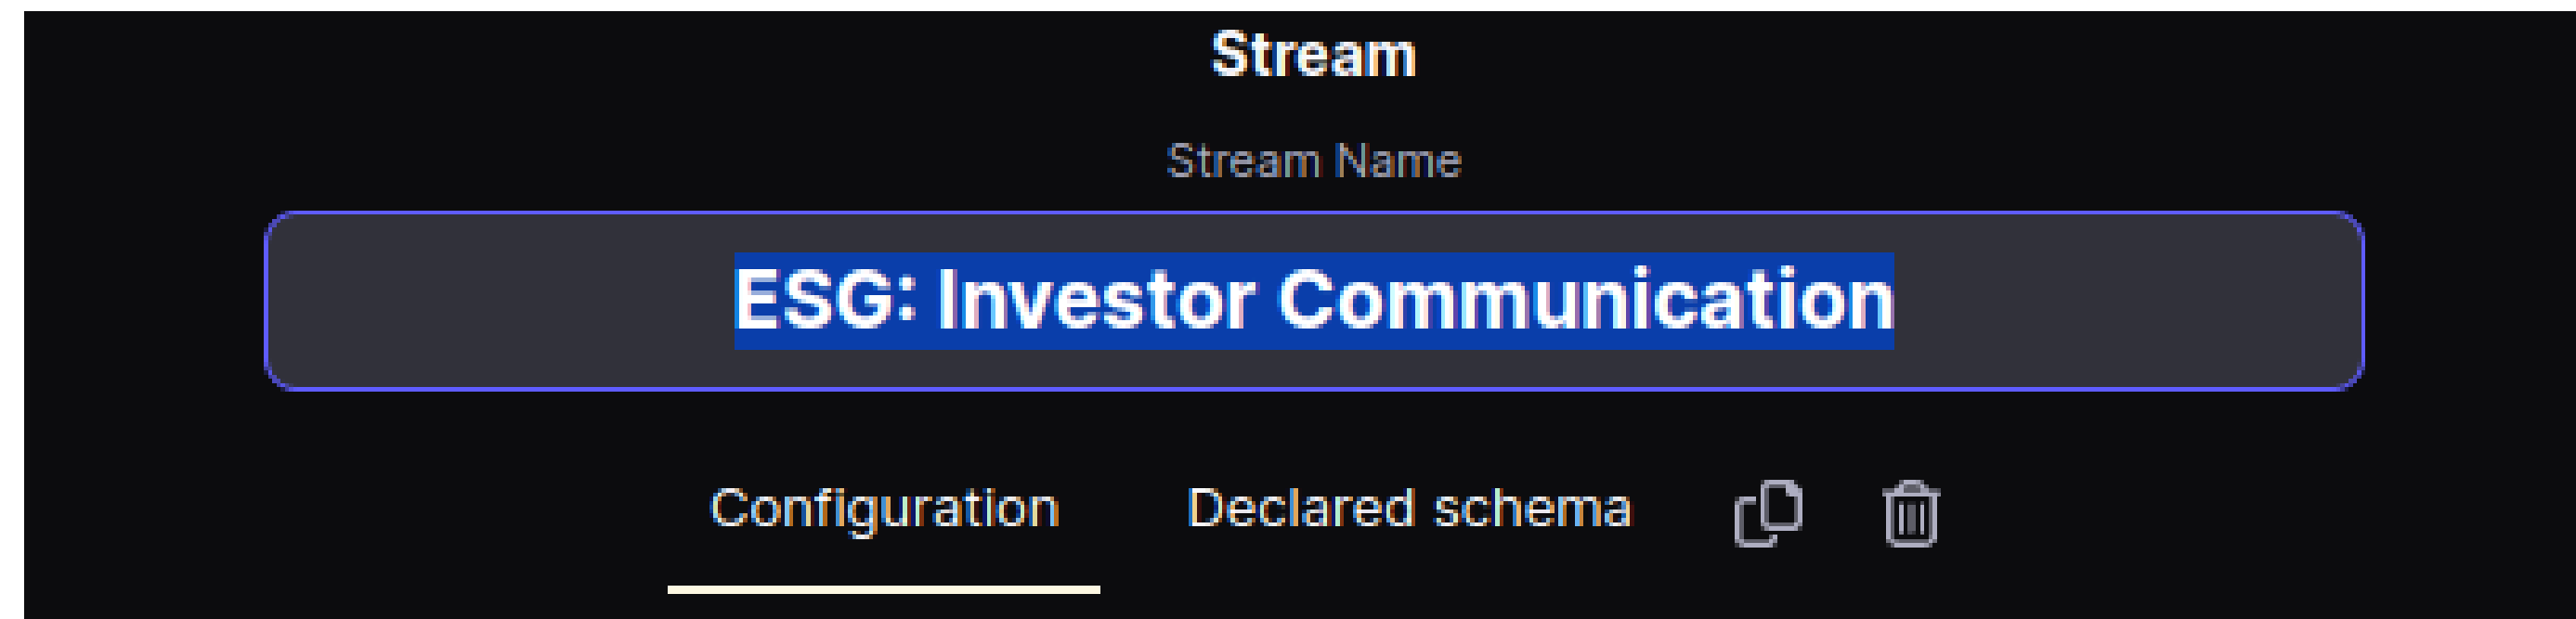 Stream
Stream Name
ESG: Investor Communication
Configuration Declared schema